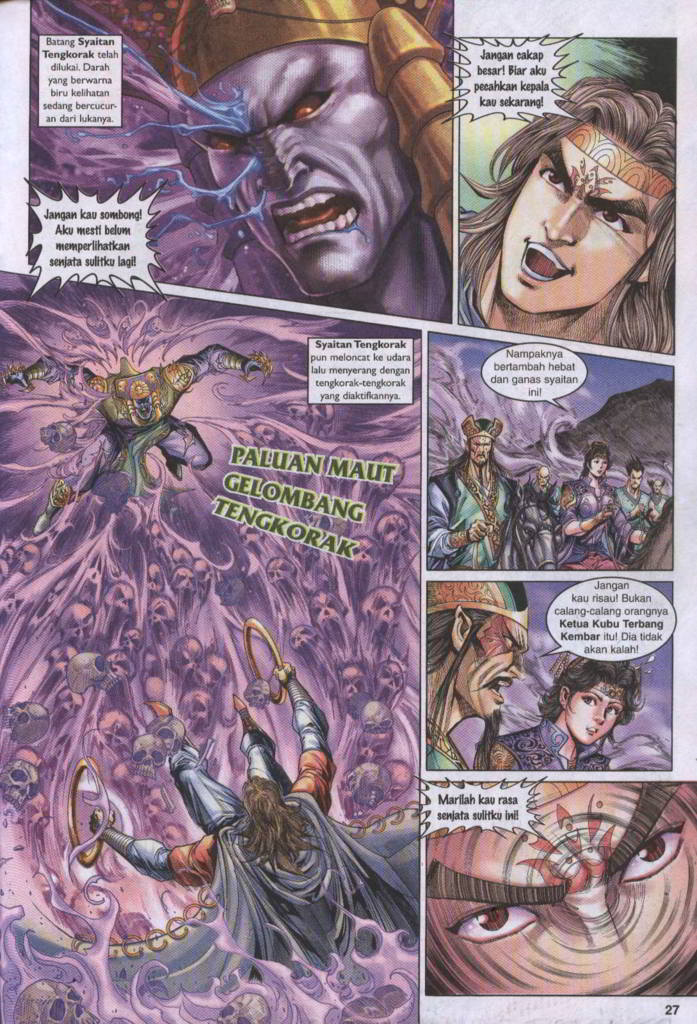 Batang Syaitan
Tengkorak telah
dilukai. Darah
yang berwarna
biru kelihatan
sedang bercucur-
an dari lukanya.
Jangan kau sombong!
Aku mesti belum
memperlihatkan
senjata sulitku lagi!
Jangan cakap
besar! Biar aku
pecahkan kepala
kau sekarang!
Syaitan Tengkorak
pun meloncat ke udara
lalu menyerang dengan
tengkorak-tengkorak
yang diaktifkannya.
PALUAN MAUT
GELOMBANG
TENGKORAK
Nampaknya
bertambah hebat
dan ganas syaitan
ini!
Jangan
kau risau! Bukan
calang-calang orangnya
Ketua Kubu Terbang
Kembar itu! Dia tidak
akan kalah!
Marilah kau rasa
senjata sulitku ini!
27